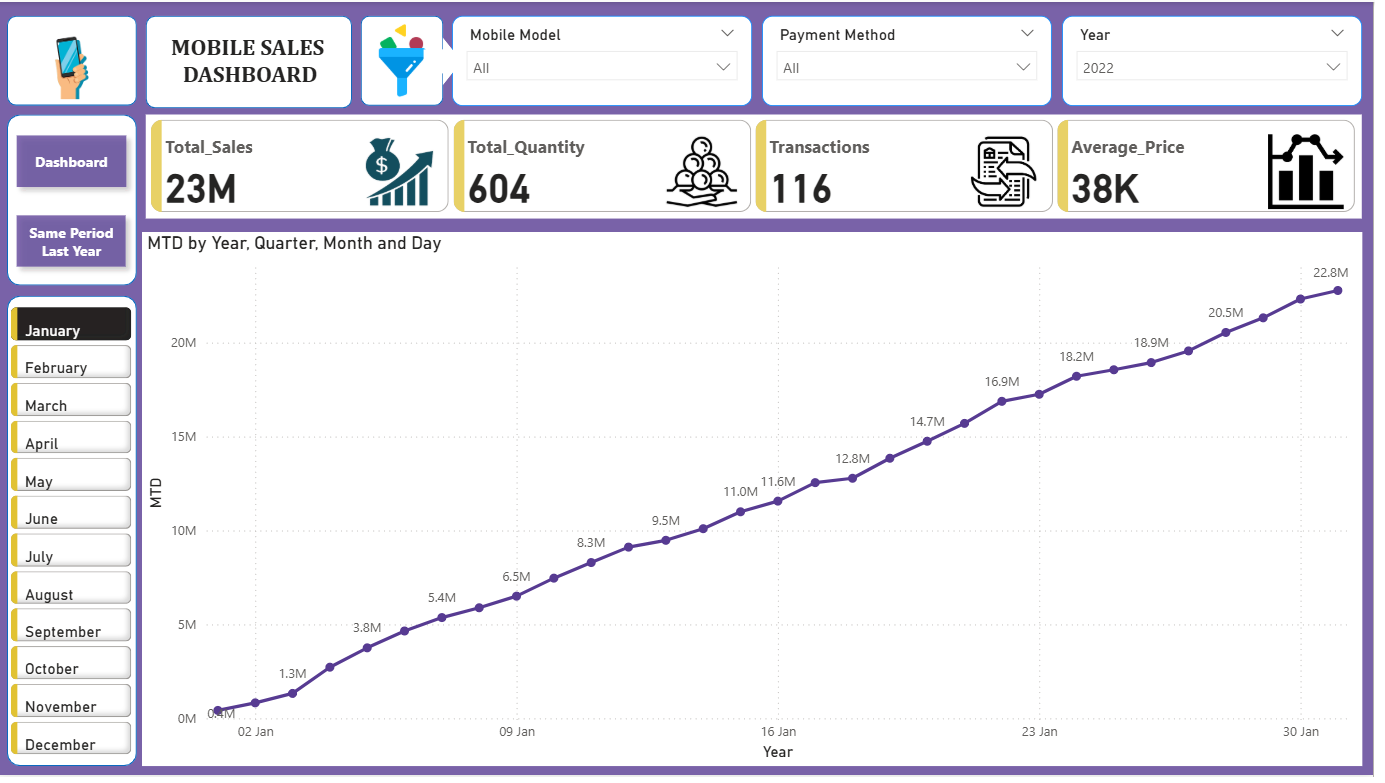 MOBILE SALES
DASHBOARD
Mobile Model
All
Payment Method
All
Year
2022
Dashboard
Same Period
Last Year
Total_Sales
23M
$
Total_Quantity
604
Transactions
116
Average_Price
38K
January
February
March
April
May
June
July
August
September
October
November
December
MTD by Year, Quarter, Month and Day
MTD
20M
15M
10M
5M
0M
0.4M
1.3M
3.8M
5.4M
6.5M
8.3M
9.5M
11.0M
11.6M
12.8M
14.7M
16.9M
18.2M
18.9M
20.5M
22.8M
02 Jan
09 Jan
16 Jan
23 Jan
30 Jan
Year